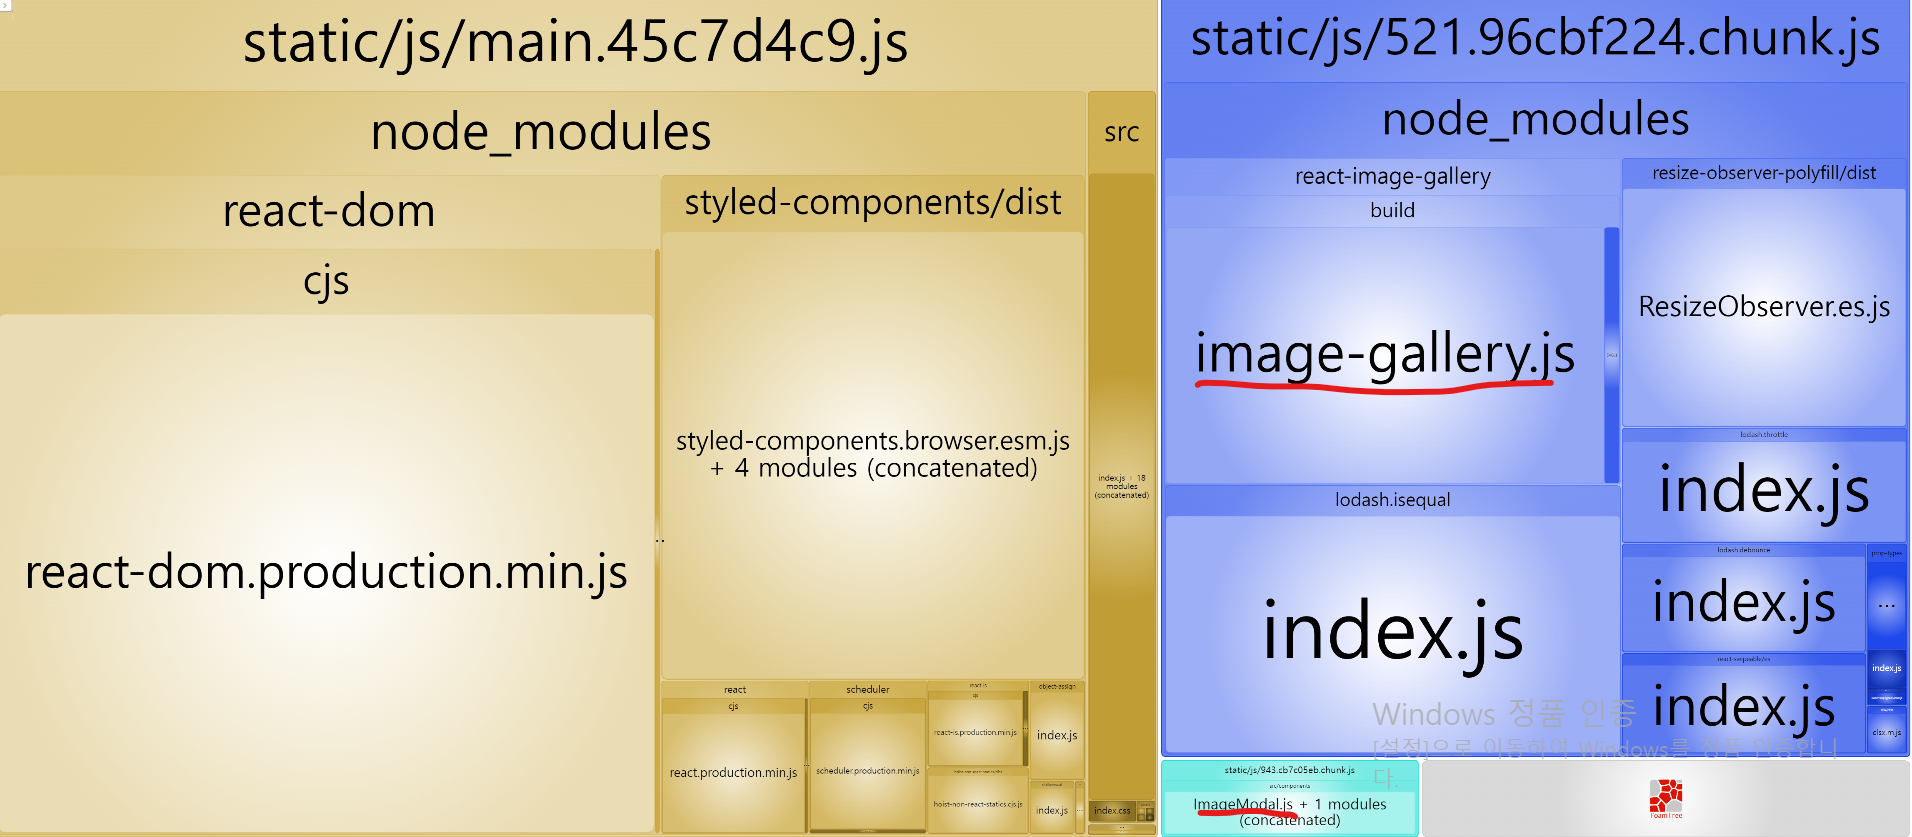 static/js/main.45c7d4c9.js
node_modules
src
react-dom
cjs
react-dom.production.min.js
styled-components/dist
styled-components.browser.esm.js
+ 4 modules (concatenated)
react
cjs
react.production.min.js
scheduler
cjs
scheduler.production.min.js
react-is
cjs
react-is.production.min.js
hoist-non-react-statics.cjs.js
object-assign
index.js
index.js
index.js + 18
modules
(concatenated)
index.css
static/js/521.96cbf224.chunk.js
node_modules
react-image-gallery
build
image-gallery.js
resize-observer-polyfill/dist
ResizeObserver.es.js
lodash.isequal
index.js
lodash.throttle
index.js
lodash.debounce
index.js
prop-types
...
index.js
react-swipeable/es
index.js
clsx.m.js
static/js/943.cb7c05eb.chunk.js
src/components
ImageModal.js + 1 modules
(concatenated)
Windows 정품 인증
[설정]으로 이동하여 Windows를 정품 인증합니
다.
FoamTree